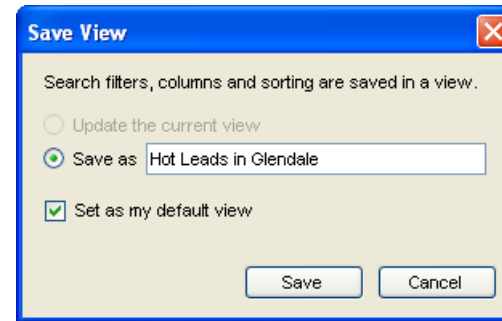 Save View
Search filters, columns and sorting are saved in a view.
Update the current view
Save as Hot Leads in Glendale
Set as my default view
Save Cancel